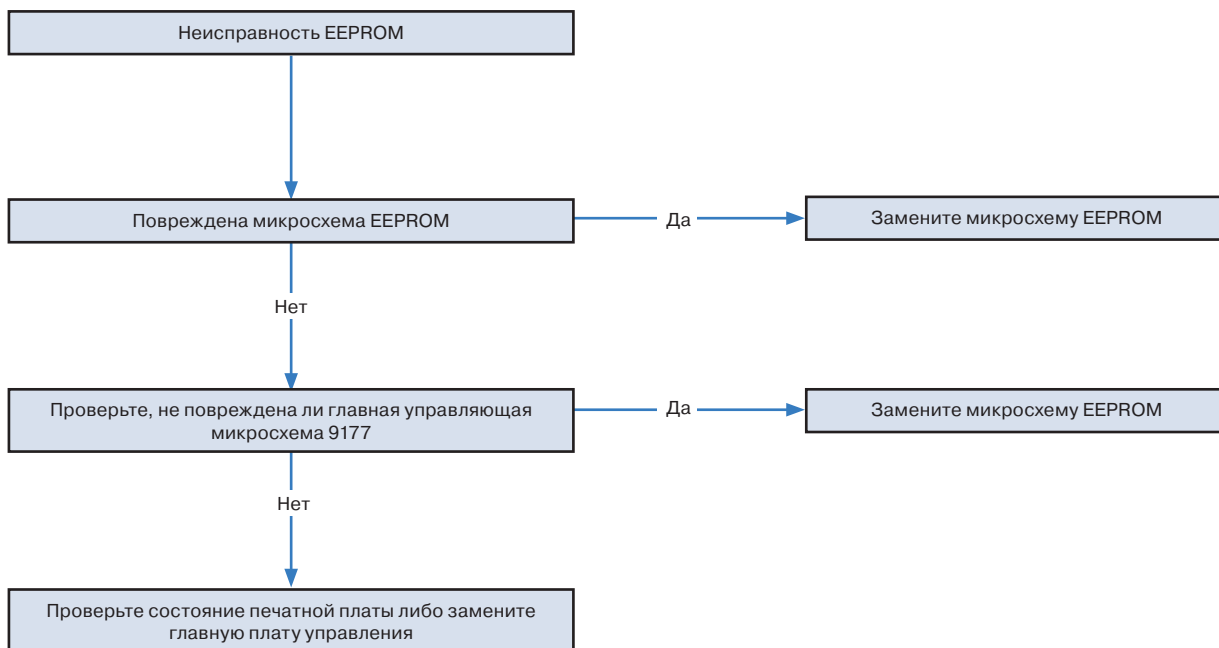 Неисправность EEPROM
Повреждена микросхема EEPROM
Да
Замените микросхему EEPROM
Нет
Проверьте, не повреждена ли главная управляющая
микросхема 9177
Да
Замените микросхему EEPROM
Нет
Проверьте состояние печатной платы либо замените
главную плату управления